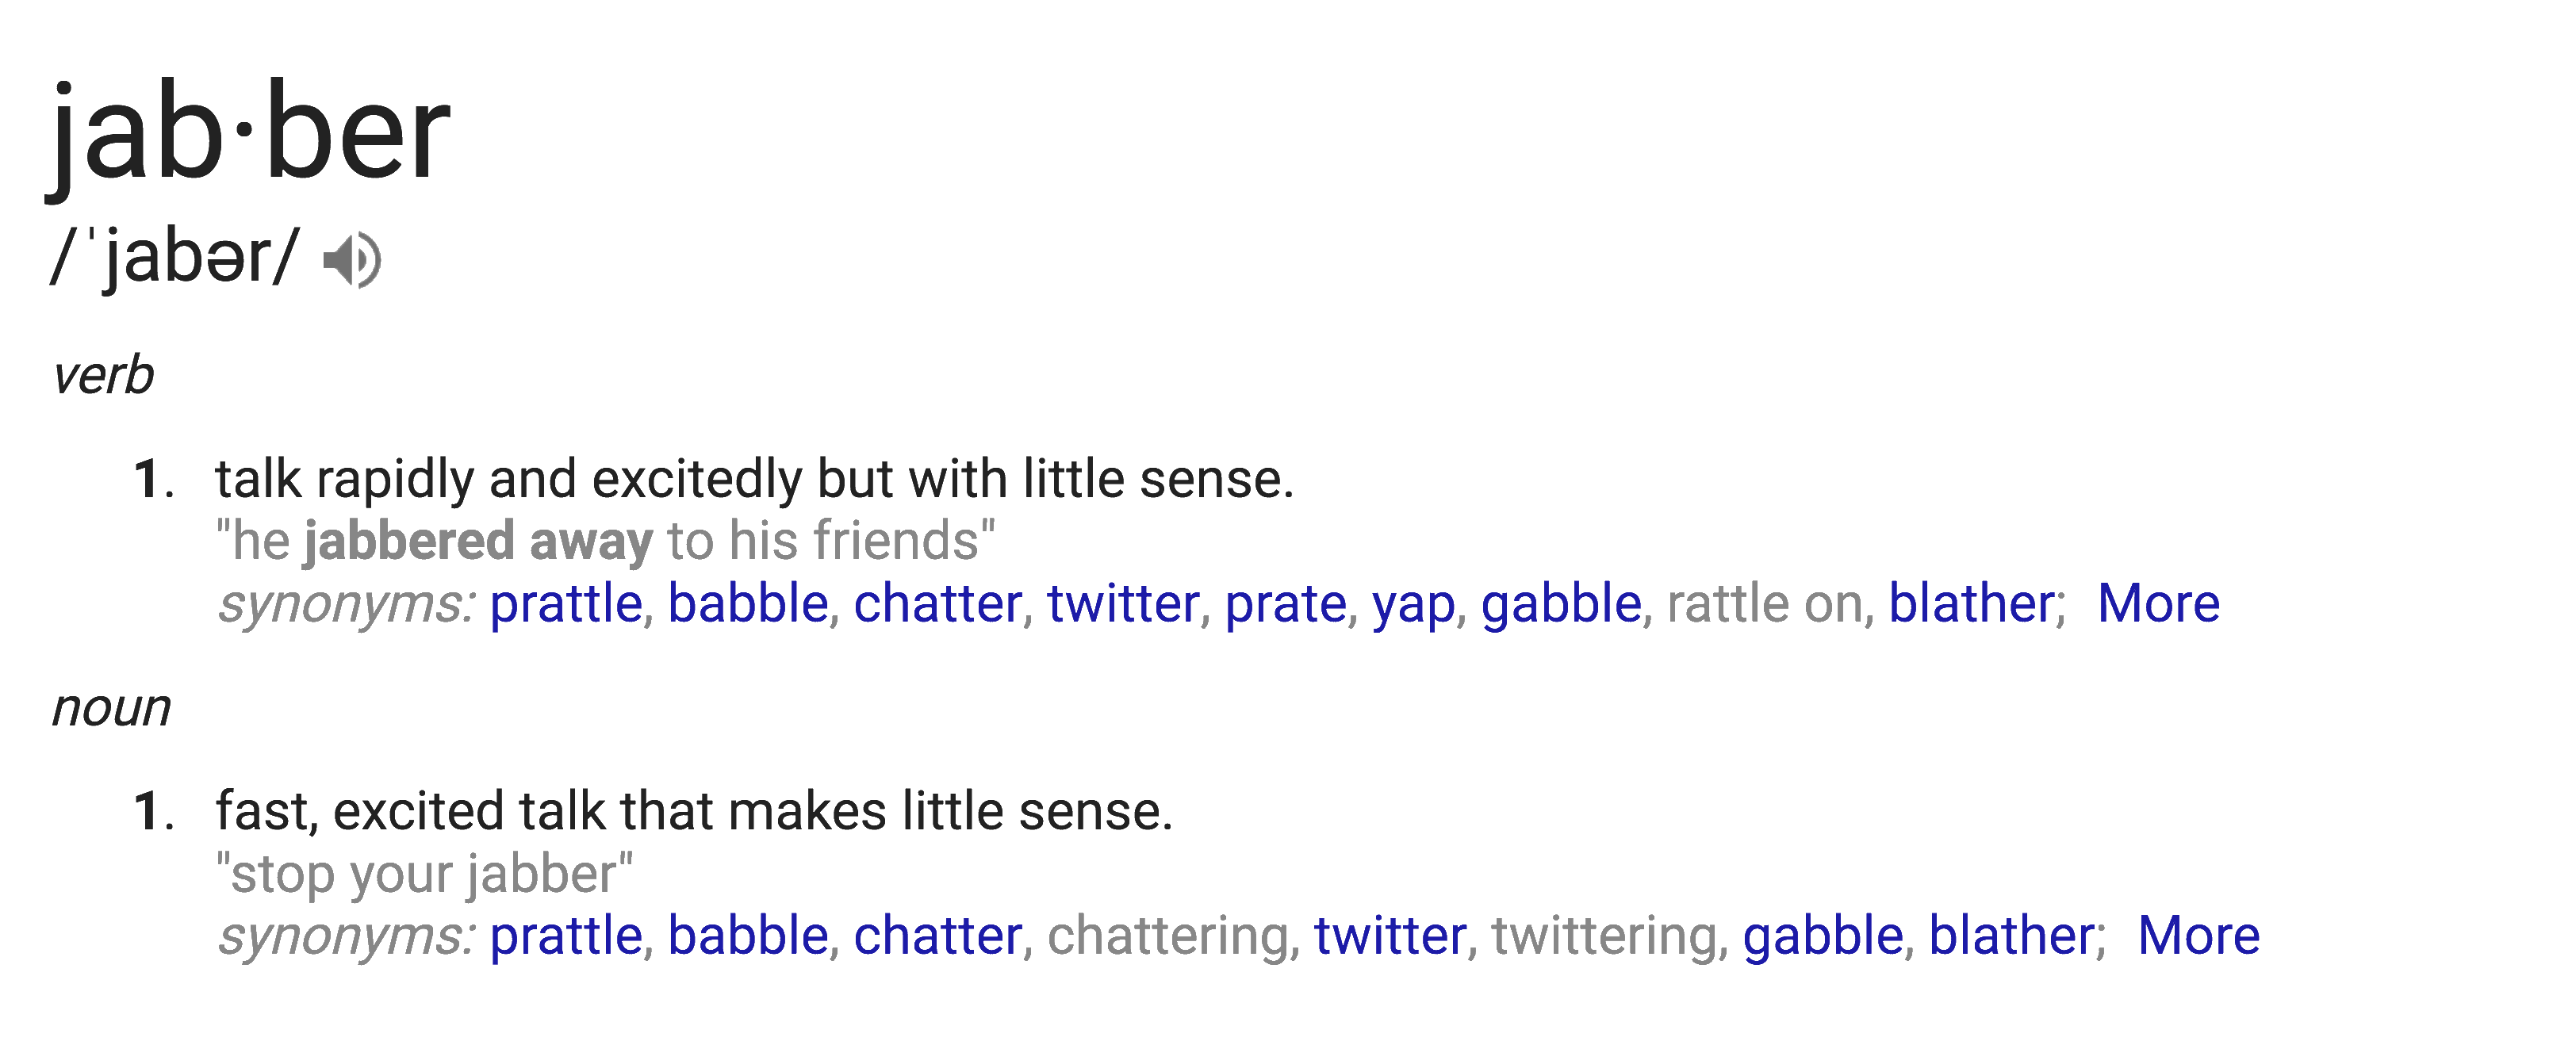 jab·ber
/ˈjabər/
verb
1. talk rapidly and excitedly but with little sense.
"he jabbered away to his friends"
synonyms: prattle, babble, chatter, twitter, prate, yap, gabble, rattle on, blather; More
noun
1. fast, excited talk that makes little sense.
"stop your jabber"
synonyms: prattle, babble, chatter, chattering, twitter, twittering, gabble, blather; More